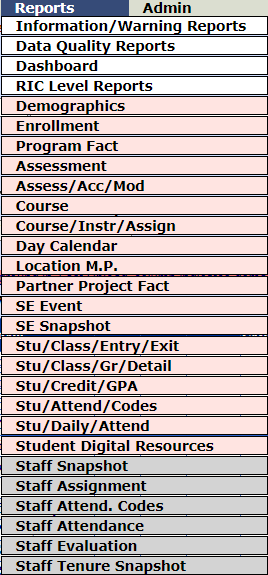 Reports Admin
Information/Warning Reports
Data Quality Reports
Dashboard
RIC Level Reports
Demographics
Enrollment
Program Fact
Assessment
Assess/Acc/Mod
Course
Course/Instr/Assign
Day Calendar
Location M.P.
Partner Project Fact
SE Event
SE Snapshot
Stu/Class/Entry/Exit
Stu/Class/Gr/Detail
Stu/Credit/GPA
Stu/Attend/Codes
Stu/Daily/Attend
Student Digital Resources
Staff Snapshot
Staff Assignment
Staff Attend. Codes
Staff Attendance
Staff Evaluation
Staff Tenure Snapshot